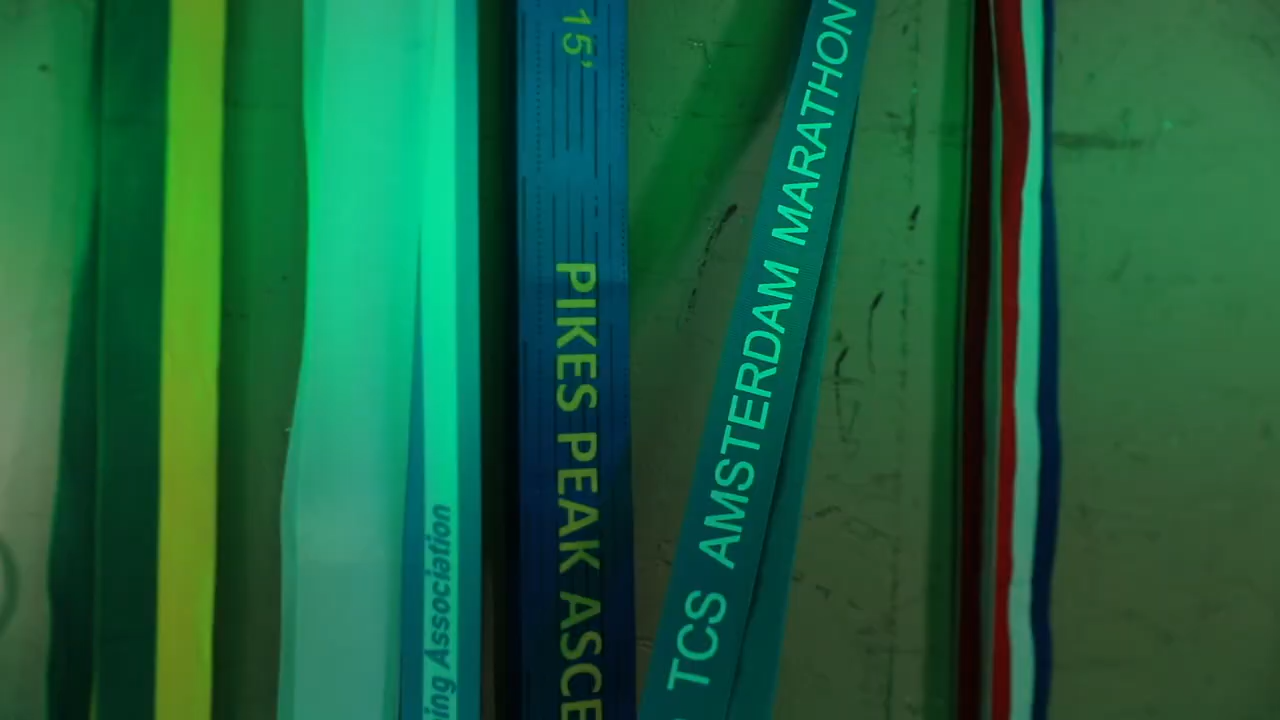 ing Association
15' PIKES PEAK ASCE
TCS AMSTERDAM MARATHON